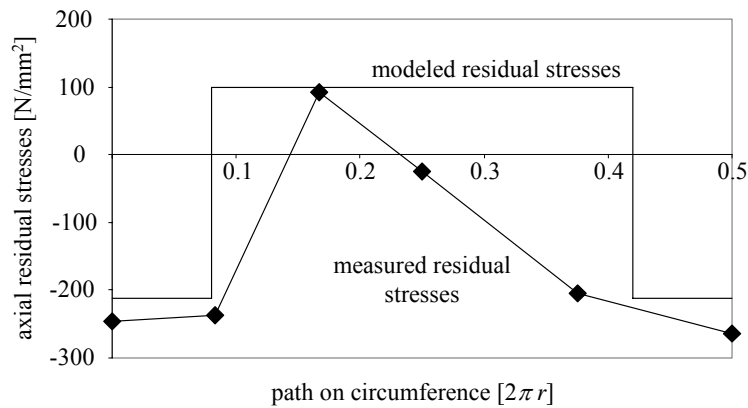 200
100
0
-100
-200
-300
axial residual stresses [N/mm²]
modeled residual stresses
0.1 0.2 0.3 0.4 0.5
measured residual
stresses
path on circumference [2π r]